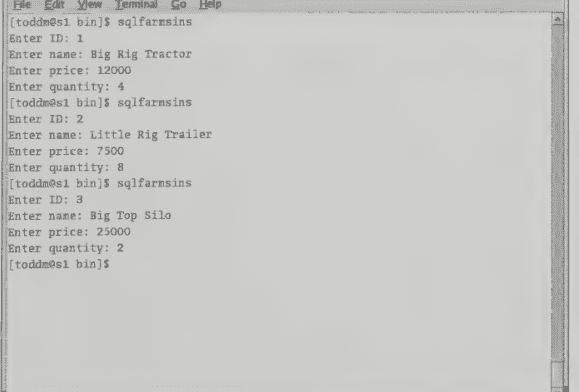 File Edit View Terminal Go Help
[toddm@s1 bin]$ sqlfarmsins
Enter ID: 1
Enter name: Big Rig Tractor
Enter price: 12000
Enter quantity: 4
[toddm@s1 bin]$ sqlfarmsins
Enter ID: 2
Enter name: Little Rig Trailer
Enter price: 7500
Enter quantity: 8
[toddm@s1 bin]$ sqlfarmsins
Enter ID: 3
Enter name: Big Top Silo
Enter price: 25000
Enter quantity: 2
[toddm@s1 bin]$